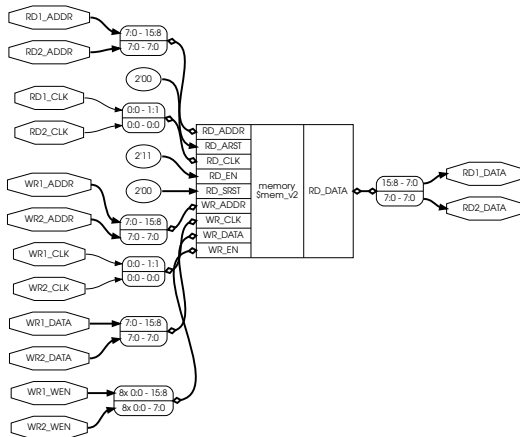 RD1_ADDR
RD2_ADDR
7:0 - 15:8
7:0 - 7:0
2'00
RD1_CLK
RD2_CLK
0:0 - 1:1
0:0 - 0:0
2'11
2'00
WR1_ADDR
WR2_ADDR
7:0 - 15:8
7:0 - 7:0
WR1_CLK
WR2_CLK
0:0 - 1:1
0:0 - 0:0
WR1_DATA
WR2_DATA
7:0 - 15:8
7:0 - 7:0
WR1_WEN
WR2_WEN
8x 0:0 - 15:8
8x 0:0 - 7:0
RD_ADDR
RD_ARST
RD_CLK
RD_EN
RD_SRST
WR_ADDR
WR_CLK
WR_DATA
WR_EN
memory
$mem_v2
RD_DATA
15:8 - 7:0
7:0 - 7:0
RD1_DATA
RD2_DATA